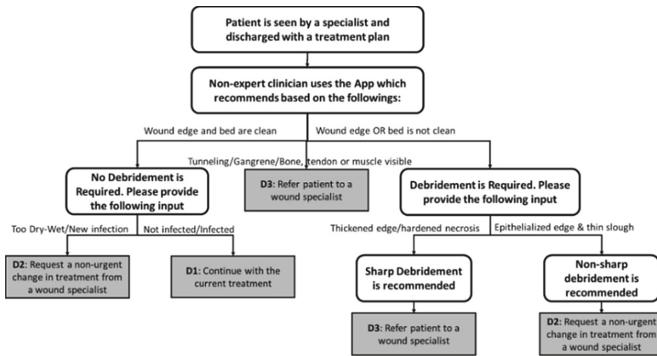 Patient is seen by a specialist and
discharged with a treatment plan
Non-expert clinician uses the App which
recommends based on the followings:
Wound edge and bed are clean
Wound edge OR bed is not clean
Tunneling/Gangrene/Bone, tendon or muscle visible
No Debridement is
Required. Please provide
the following input
D3: Refer patient to a
wound specialist
Debridement is Required. Please
provide the following input
Too Dry-Wet/New infection
Not infected/Infected
Thickened edge/hardened necrosis
Epithelialized edge & thin slough
D2: Request a non-urgent
change in treatment from
a wound specialist
D1: Continue with the
current treatment
Sharp Debridement
is recommended
Non-sharp
debridement is
recommended
D3: Refer patient to a
wound specialist
D2: Request a non-urgent
change in treatment from
a wound specialist